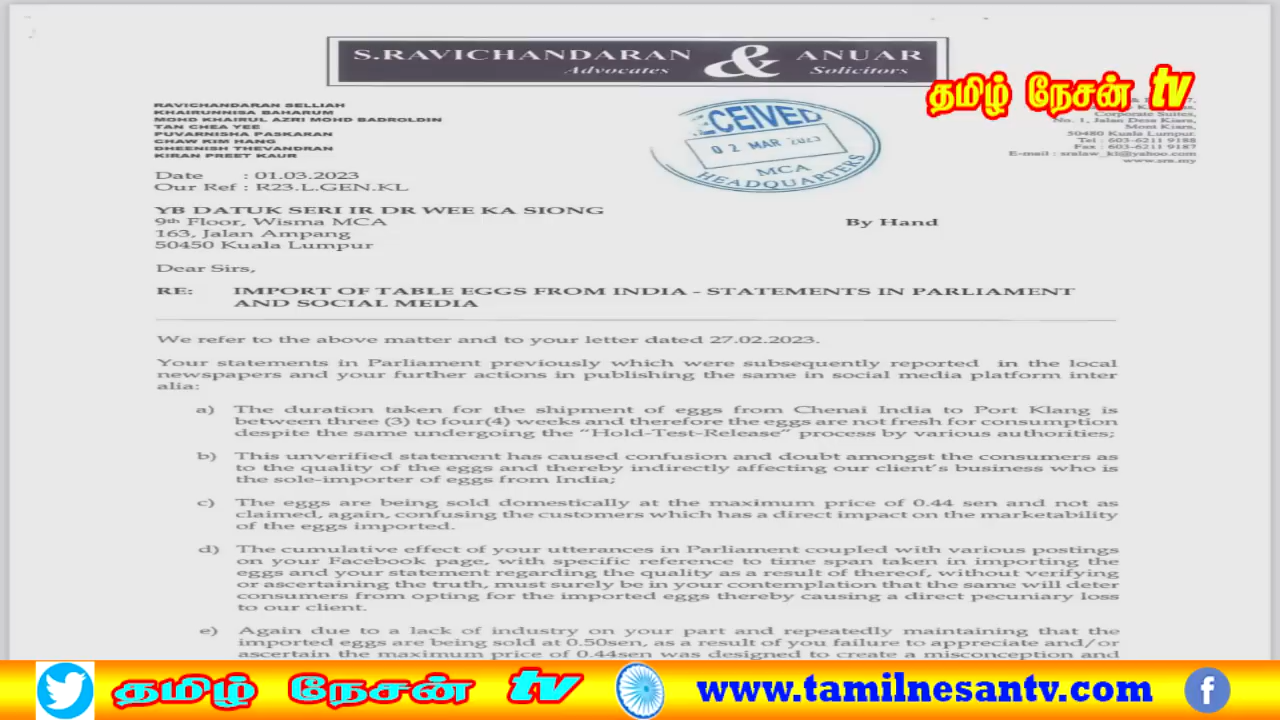 S.RAVICHANDARAN & ANUAR
Advocates Solicitors
தமிழ் நேசன் tv
RAVICHANDARAN SELLIAH
KHAIRUNNISA BAHARUM
MOHD KHAIRUL AZRI MOHD BADROLDIN
TAN CHEA YEE
PUVARNISHA PASKARAN
CHAW KIM HANG
DHEENISH THEVANDRAN
KIRAN PREET KAUR
CEIVED
02 MAR 2023
MCA
HEADQUARTERS
Corporate Suites,
No. 1, Jalan Desa Kiara,
Mont Kiara,
50480 Kuala Lumpur.
Tel : 603-6211 9188
Fax : 603-6211 9187
E-mail : sralaw_kl@yahoo.com
www.sra.my
Date : 01.03.2023
Our Ref : R23.L.GEN.KL
YB DATUK SERI IR DR WEE KA SIONG
9th Floor, Wisma MCA
163, Jalan Ampang
50450 Kuala Lumpur
By Hand
Dear Sirs,
RE: IMPORT OF TABLE EGGS FROM INDIA - STATEMENTS IN PARLIAMENT
AND SOCIAL MEDIA
We refer to the above matter and to your letter dated 27.02.2023.
Your statements in Parliament previously which were subsequently reported in the local
newspapers and your further actions in publishing the same in social media platform inter
alia:
a) The duration taken for the shipment of eggs from Chenai India to Port Klang is
between three (3) to four(4) weeks and therefore the eggs are not fresh for consumption
despite the same undergoing the "Hold-Test-Release" process by various authorities;
b) This unverified statement has caused confusion and doubt amongst the consumers as
to the quality of the eggs and thereby indirectly affecting our client's business who is
the sole-importer of eggs from India;
c) The eggs are being sold domestically at the maximum price of 0.44 sen and not as
claimed, again, confusing the customers which has a direct impact on the marketability
of the eggs imported.
d) The cumulative effect of your utterances in Parliament coupled with various postings
on your Facebook page, with specific reference to time span taken in importing the
eggs and your statement regarding the quality as a result of thereof, without verifying
or ascertaining the truth, must surely be in your contemplation that the same will deter
consumers from opting for the imported eggs thereby causing a direct pecuniary loss
to our client.
e) Again due to a lack of industry on your part and repeatedly maintaining that the
imported eggs are being sold at 0.50sen, as a result of you failure to appreciate and/or
ascertain the maximum price of 0.44sen was designed to create a misconception and
தமிழ் நேசன் tv
www.tamilnesantv.com